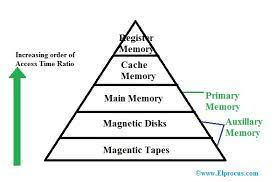 Register
Memory
Increasing order of
Access Time Ratio
Cache
Memory
Main Memory
Primary
Memory
Magnetic Disks
Auxillary
Memory
Magentic Tapes
©www.Elprocus.com